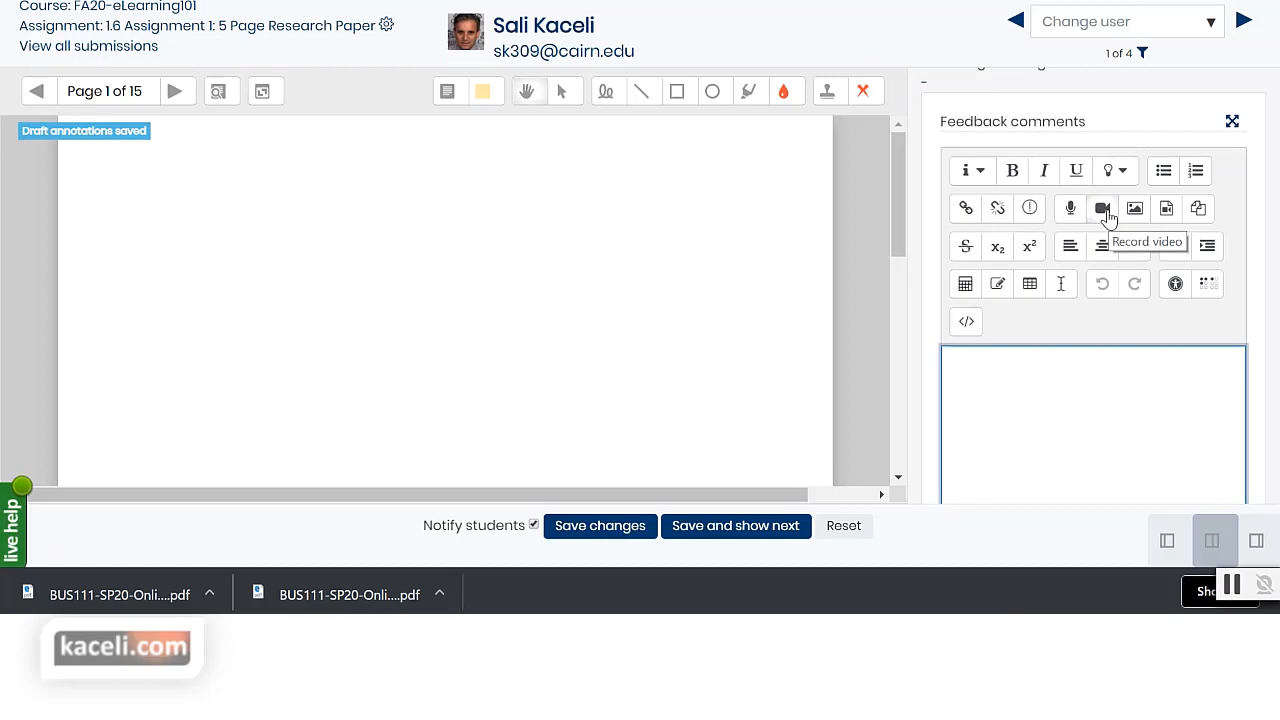 Course: FA20-eLearning101
Assignment: 1.6 Assignment 1: 5 Page Research Paper
View all submissions
Sali Kaceli
sk309@cairn.edu
Change user
1 of 4
Page 1 of 15
Draft annotations saved
Feedback comments
B I U
Record video
S x₂ x²
</>
live help
Notify students
Save changes
Save and show next
Reset
BUS111-SP20-Onli....pdf
BUS111-SP20-Onli....pdf
kaceli.com